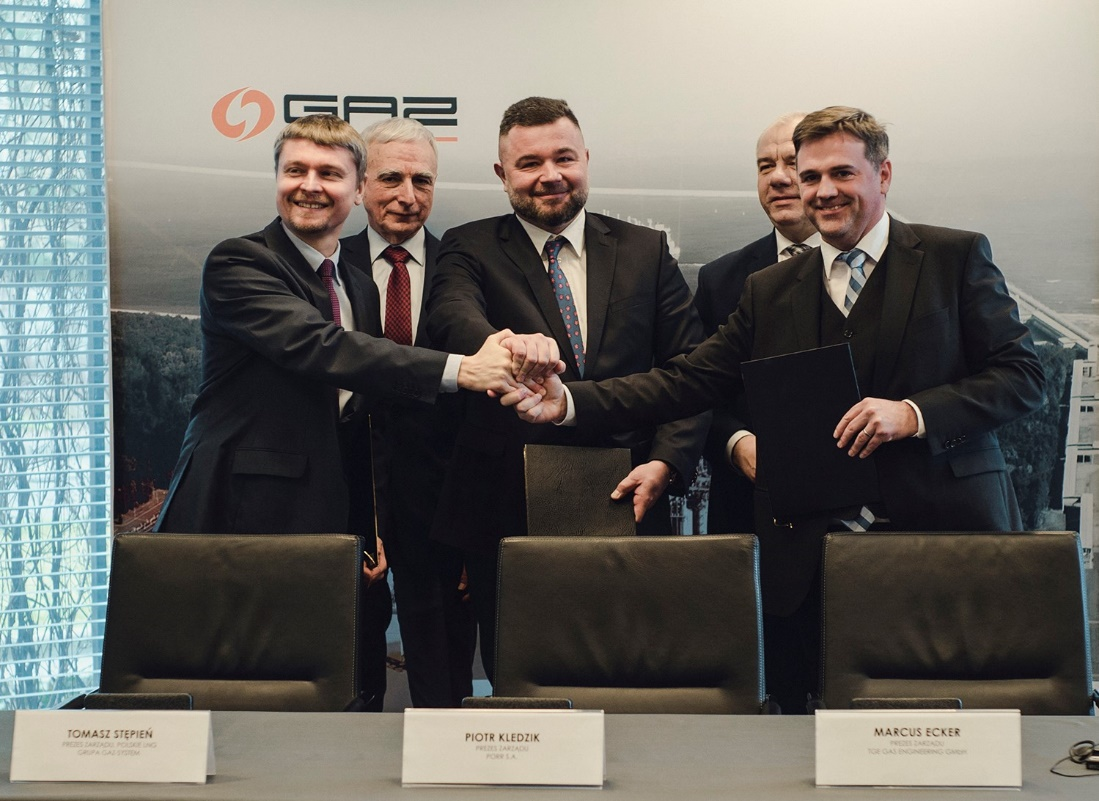 GAZ
TOMASZ STĘPIEŃ
PREZES ZARZĄDU, POLSKIE LNG
GRUPA GAZ-SYSTEM
PIOTR KLEDZIK
PREZES ZARZĄDU
PORR S.A.
MARCUS ECKER
PREZES ZARZĄDU
TGE GAS ENGINEERING GmbH